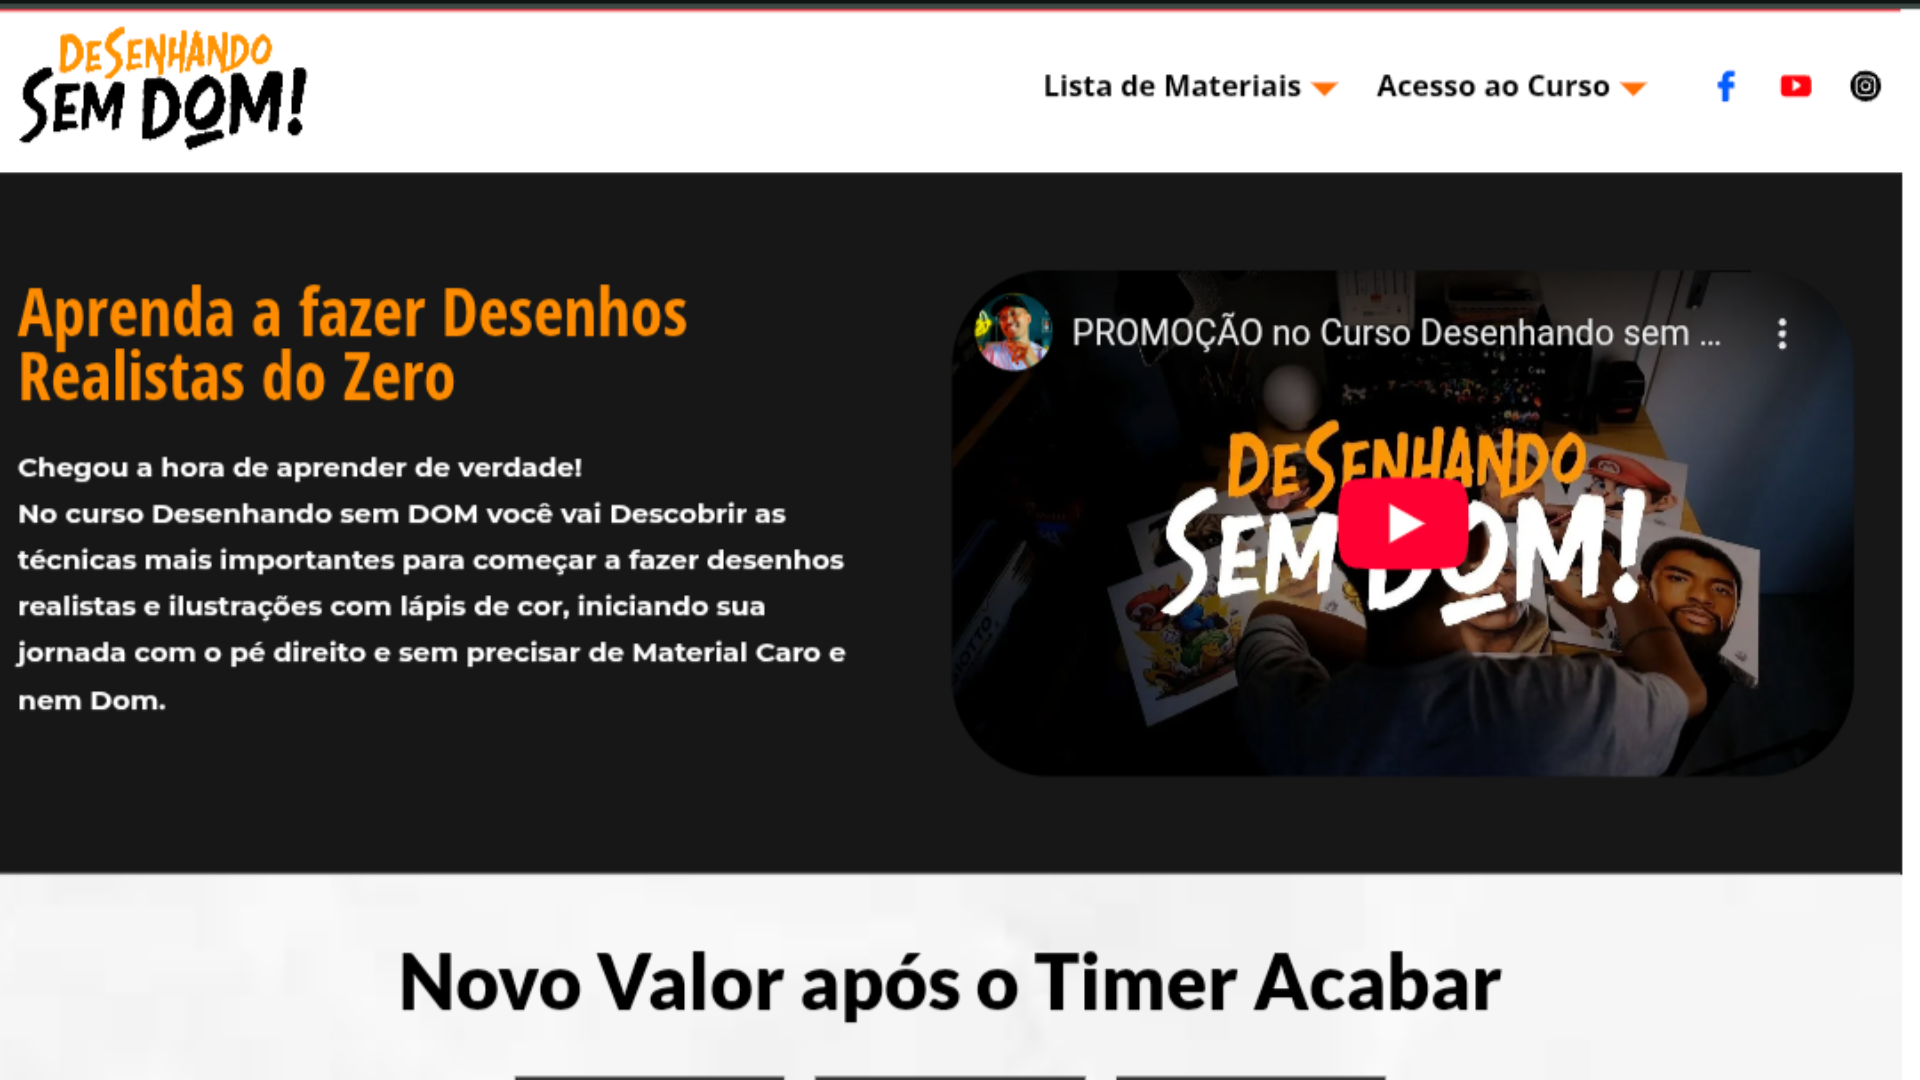 DESENHANDO
SEM DOM!
Lista de Materiais
Acesso ao Curso
Aprenda a fazer Desenhos
Realistas do Zero
Chegou a hora de aprender de verdade!
No curso Desenhando sem DOM você vai Descobrir as
técnicas mais importantes para começar a fazer desenhos
realistas e ilustrações com lápis de cor, iniciando sua
jornada com o pé direito e sem precisar de Material Caro e
nem Dom.
PROMOÇÃO no Curso Desenhando sem ...
DESENHANDO
SEM DOM!
Novo Valor após o Timer Acabar